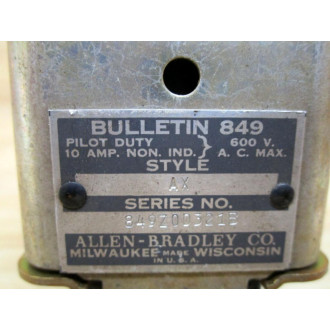 BULLETIN 849
PILOT DUTY } 600 V.
10 AMP. NON. IND. } A. C. MAX.
STYLE
AX
SERIES NO.
ALLEN-BRADLEY CO.
MILWAUKEE MADE WISCONSIN
IN U.S.A.